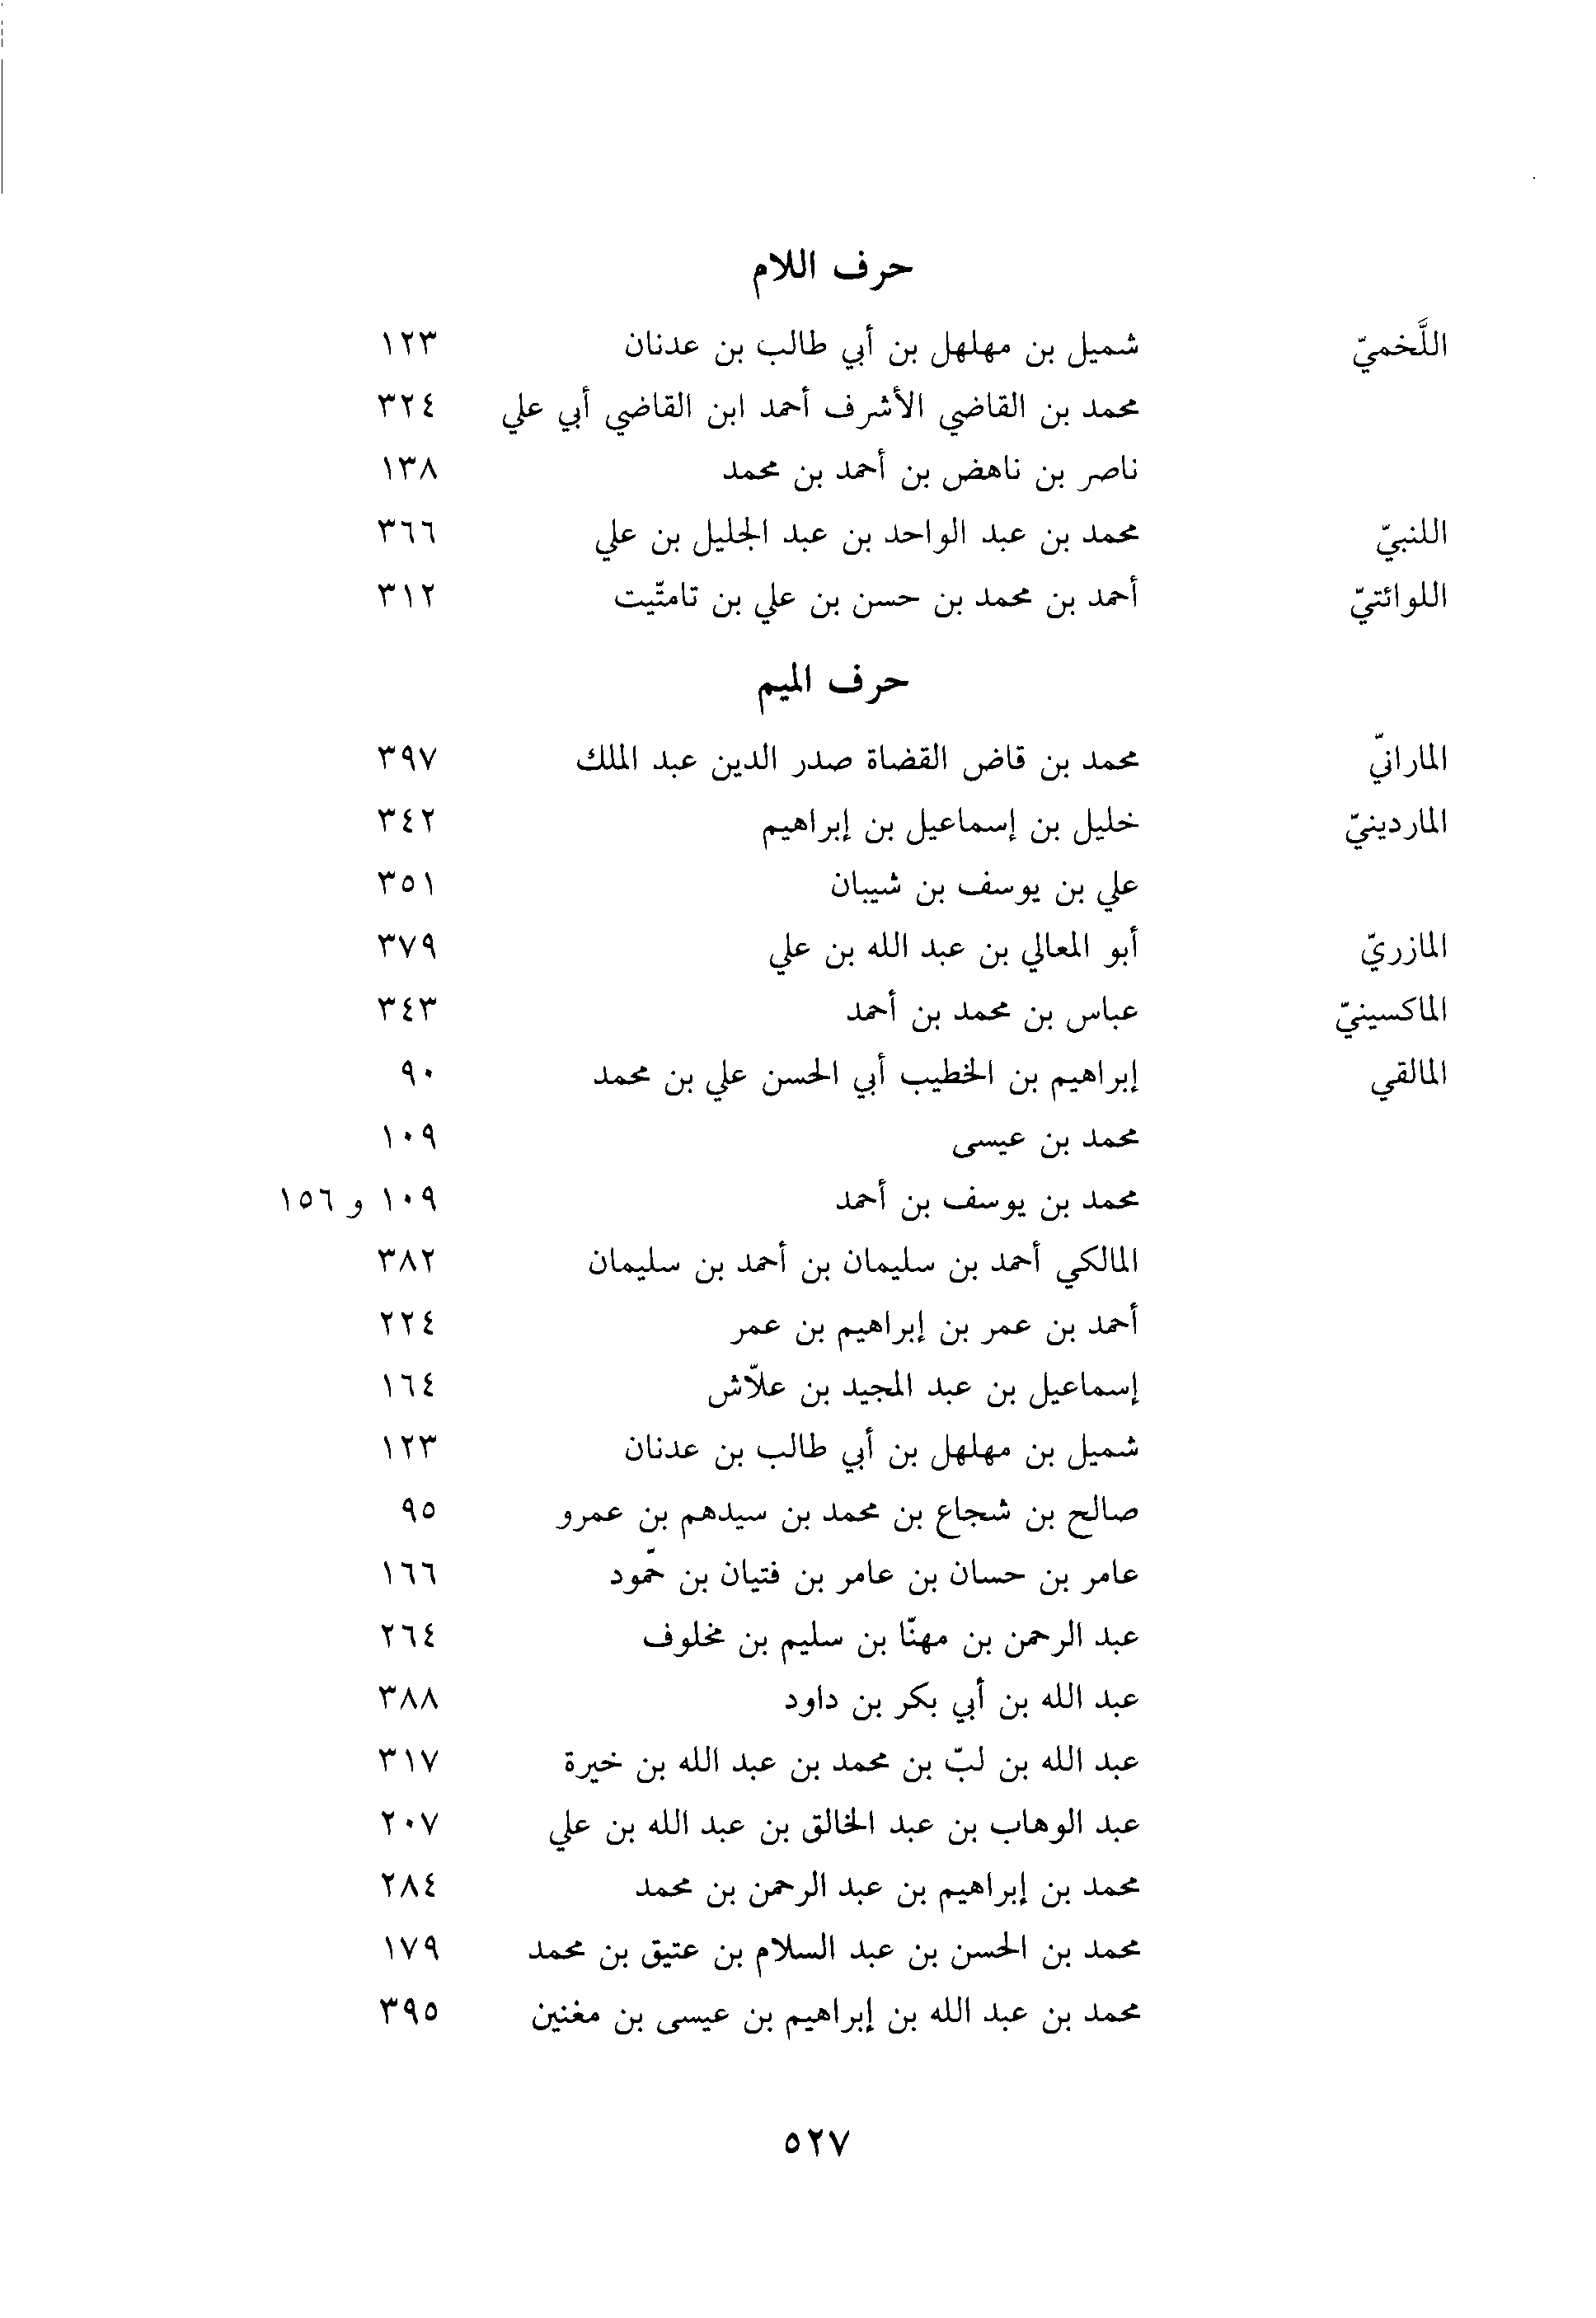 حرف اللام
اللَّخميّ شميل بن مهلهل بن أبي طالب بن عدنان ١٢٣
محمد بن القاضي الأشرف أحمد ابن القاضي أبي علي ٣٢٤
ناصر بن ناهض بن أحمد بن محمد ١٣٨
اللنبيّ محمد بن عبد الواحد بن عبد الجليل بن علي ٣٦٦
اللوائتيّ أحمد بن محمد بن حسن بن علي بن تامتّيت ٣١٢
حرف الميم
المارانيّ محمد بن قاض القضاة صدر الدين عبد الملك ٣٩٧
المارديـنيّ خليل بن إسماعيل بن إبراهيم ٣٤٢
علي بن يوسف بن شيبان ٣٥١
المازريّ أبو المعالي بن عبد الله بن علي ٣٧٩
الماكسينيّ عباس بن محمد بن أحمد ٣٤٣
المالقي إبراهيم بن الخطيب أبي الحسن علي بن محمد ٩٠
محمد بن عيسى ١٠٩
محمد بن يوسف بن أحمد ١٠٩ و ١٥٦
المالكي أحمد بن سليمان بن أحمد بن سليمان ٣٨٢
أحمد بن عمر بن إبراهيم بن عمر ٢٢٤
إسماعيل بن عبد المجيد بن علاّش ١٦٤
شميل بن مهلهل بن أبي طالب بن عدنان ١٢٣
صالح بن شجاع بن محمد بن سيدهم بن عمرو ٩٥
عامر بن حسان بن عامر بن فتيان بن حمّود ١٦٦
عبد الرحمن بن مهنّا بن سليم بن مخلوف ٢٦٤
عبد الله بن أبي بكر بن داود ٣٨٨
عبد الله بن لبّ بن محمد بن عبد الله بن خيرة ٣١٧
عبد الوهاب بن عبد الخالق بن عبد الله بن علي ٢٠٧
محمد بن إبراهيم بن عبد الرحمن بن محمد ٢٨٤
محمد بن الحسن بن عبد السلام بن عتيق بن محمد ١٧٩
محمد بن عبد الله بن إبراهيم بن عيسى بن مغنين ٣٩٥
٥٢٧